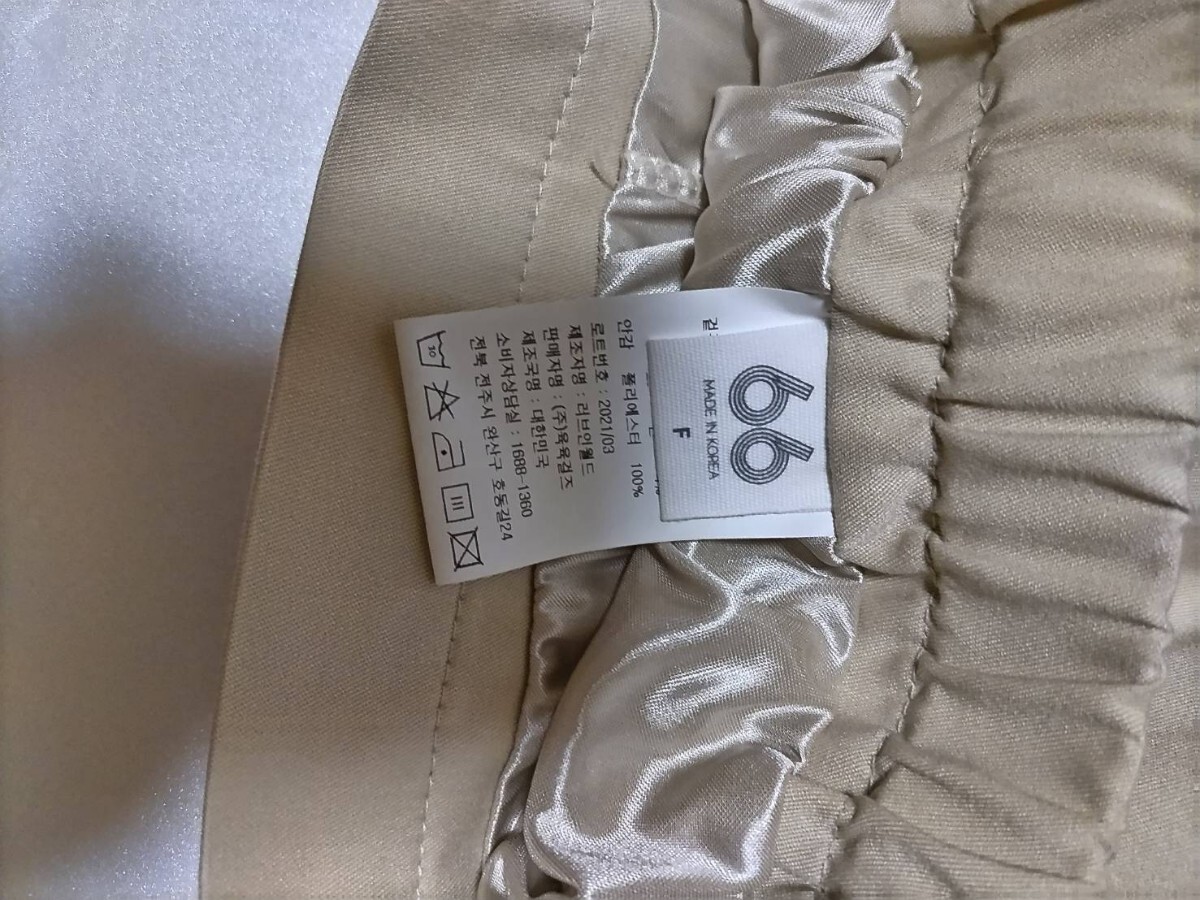 66
MADE IN KOREA
F
안감 폴리에스터 100%
로트번호 : 2021/03
제조자명 : 러브인월드
판매자명 : (주)육육걸즈
제조국명 : 대한민국
소비자상담실 : 1688-1360
전북 전주시 완산구 호동길24